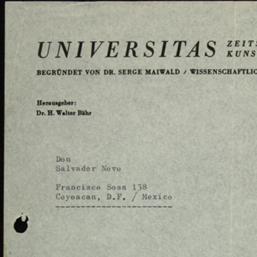 UNIVERSITAS ZEIT
KUNS
BEGRÜNDET VON DR. SERGE MAIWALD / WISSENSCHAFTLIC
Herausgeber:
Dr. H. Walter Bähr
Don
Salvador Novo
Francisco Sosa 138
Coyoacan, D.F. / Mexico